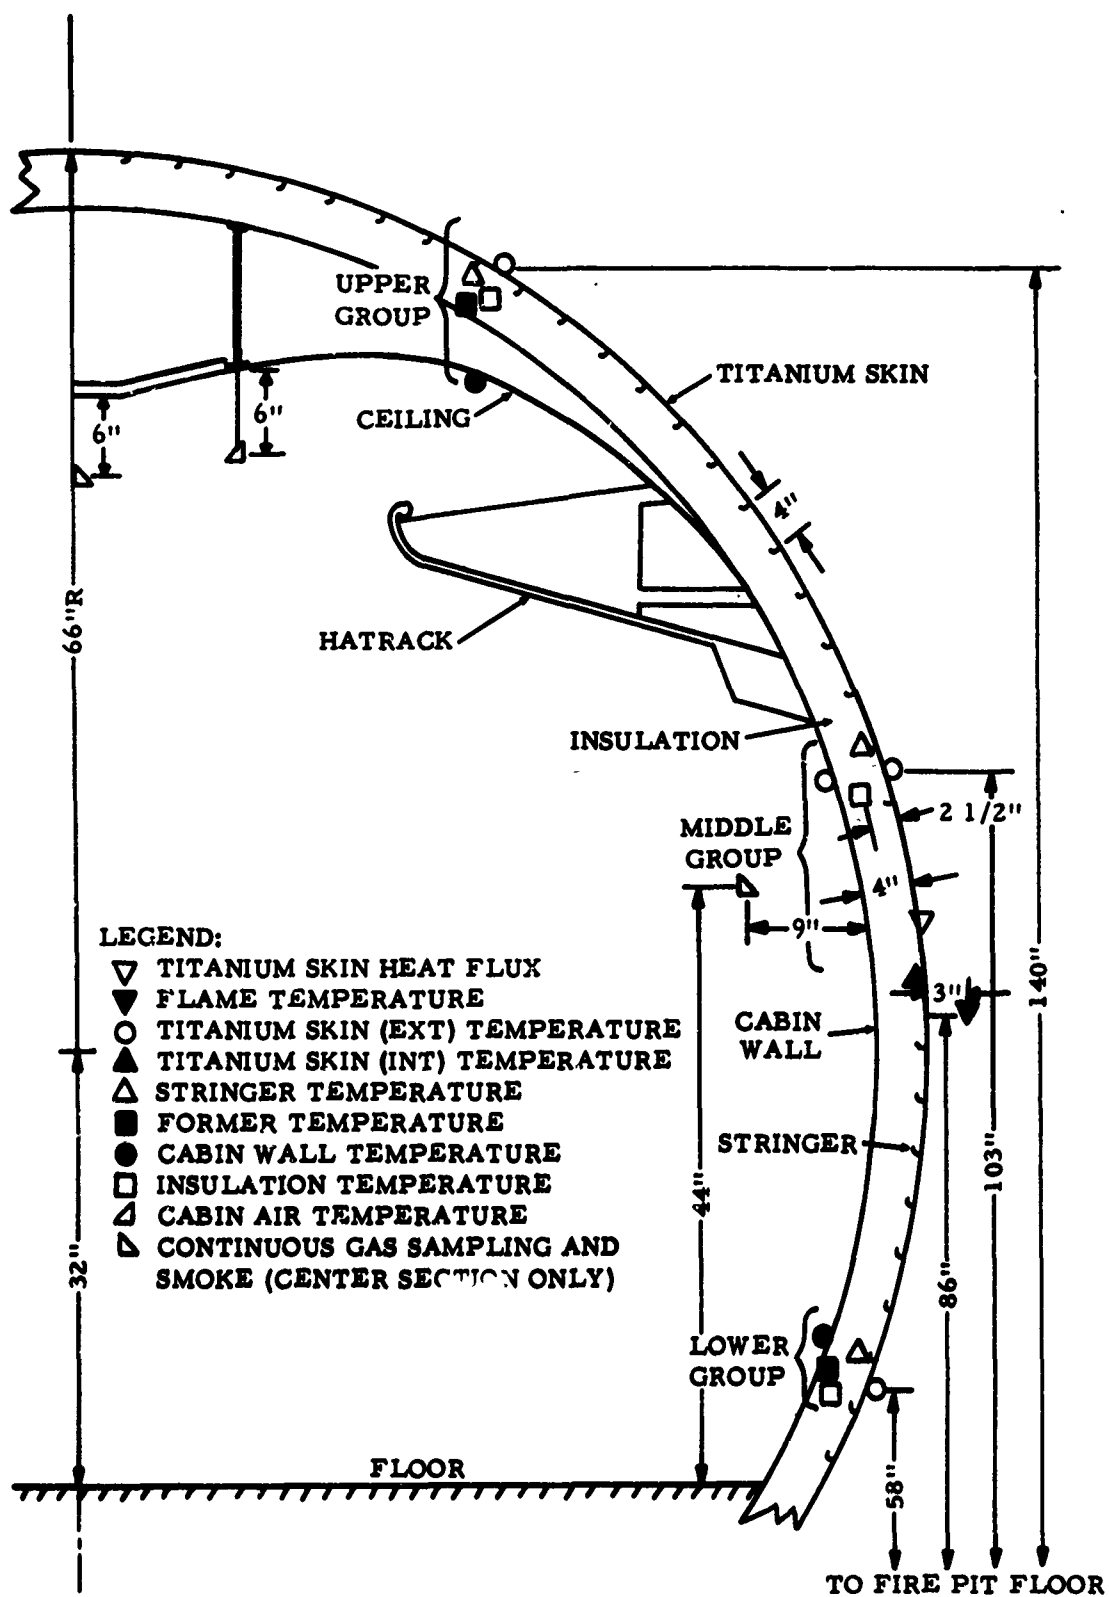 UPPER
GROUP
TITANIUM SKIN
CEILING
6"
6"
4"
66"R
HATRACK
INSULATION
2 1/2"
MIDDLE
GROUP
4"
9"
LEGEND:
TITANIUM SKIN HEAT FLUX
FLAME TEMPERATURE
TITANIUM SKIN (EXT) TEMPERATURE
TITANIUM SKIN (INT) TEMPERATURE
STRINGER TEMPERATURE
FORMER TEMPERATURE
CABIN WALL TEMPERATURE
INSULATION TEMPERATURE
CABIN AIR TEMPERATURE
CONTINUOUS GAS SAMPLING AND
SMOKE (CENTER SECTION ONLY)
3"
140"
CABIN
WALL
STRINGER
103"
44"
32"
86"
LOWER
GROUP
FLOOR
58"
TO FIRE PIT FLOOR